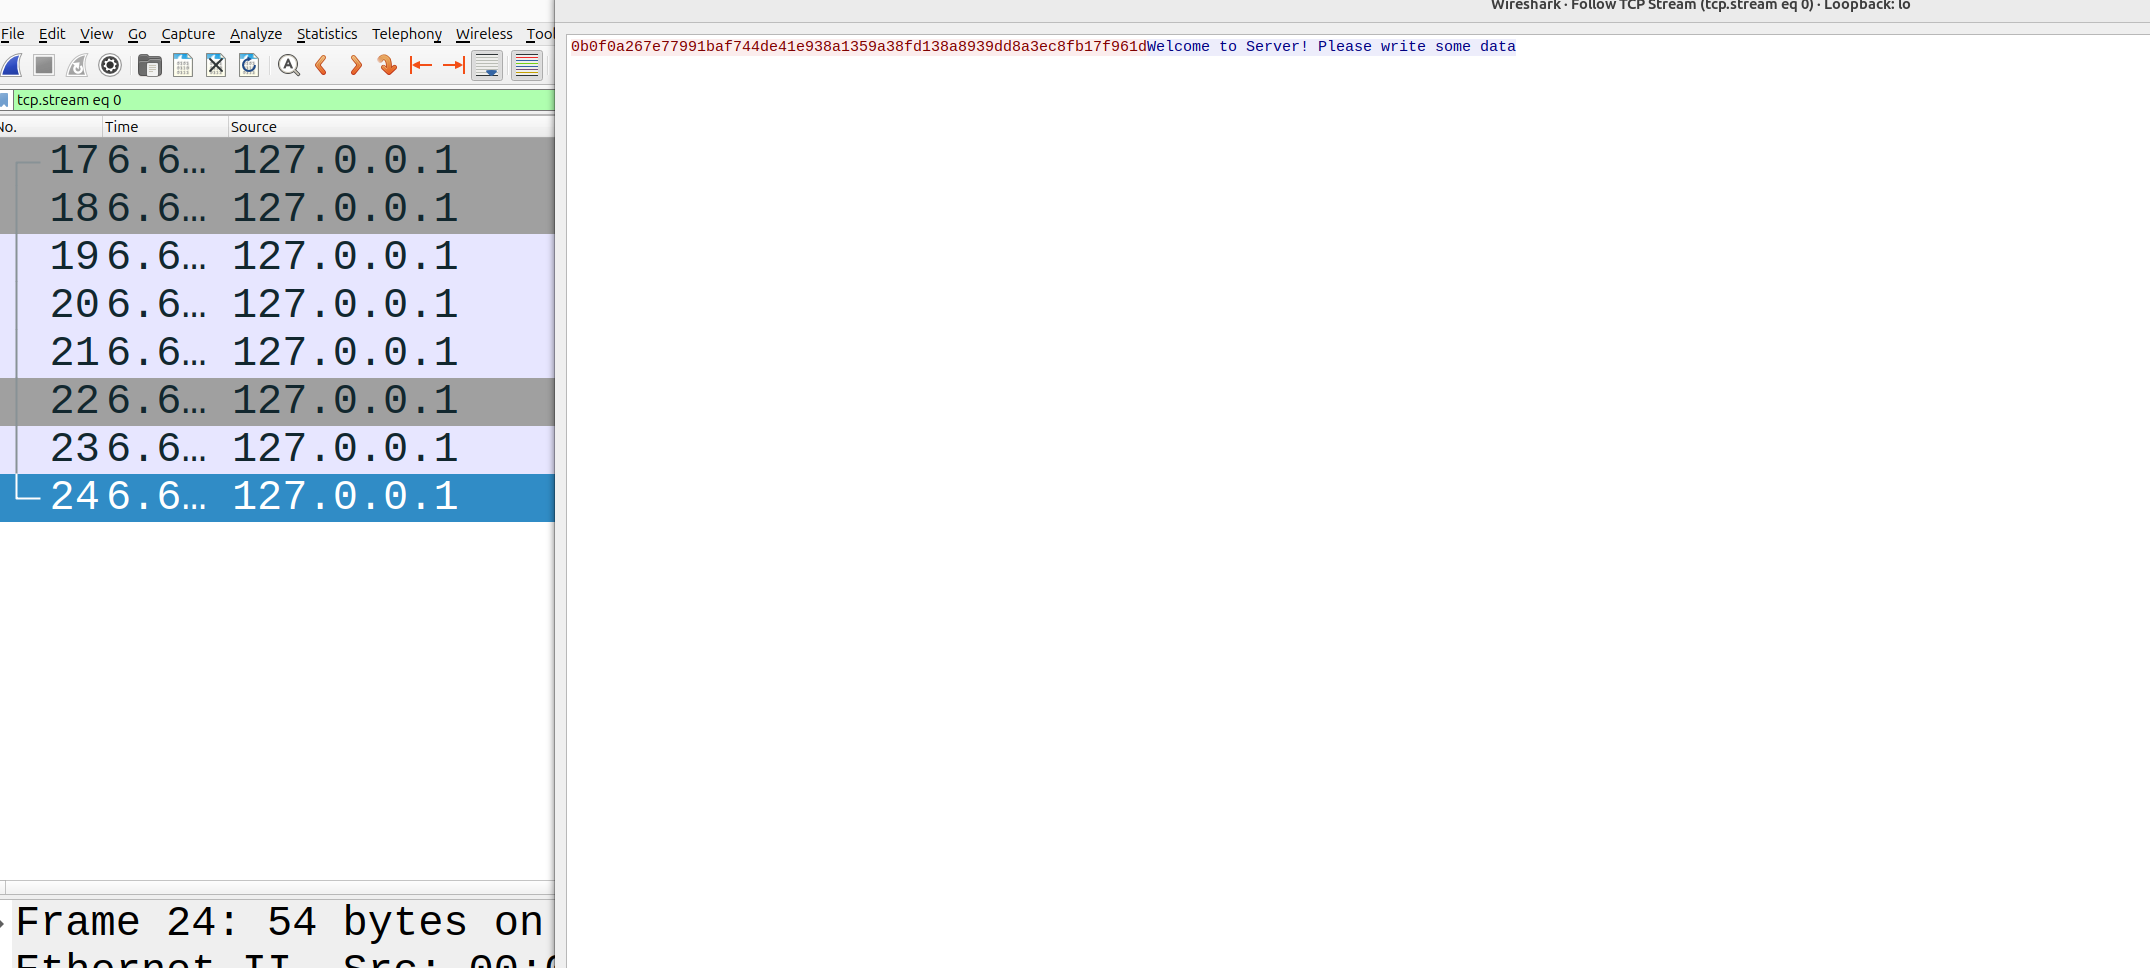 Wireshark · Follow TCP Stream (tcp.stream eq 0) · Loopback: lo
File Edit View Go Capture Analyze Statistics Telephony Wireless Tool
tcp.stream eq 0
No. Time Source
17 6.6… 127.0.0.1
18 6.6… 127.0.0.1
19 6.6… 127.0.0.1
20 6.6… 127.0.0.1
21 6.6… 127.0.0.1
22 6.6… 127.0.0.1
23 6.6… 127.0.0.1
24 6.6… 127.0.0.1
Frame 24: 54 bytes on
Ethernet II, Src: 00:0
0b0f0a267e77991baf744de41e938a1359a38fd138a8939dd8a3ec8fb17f961dWelcome to Server! Please write some data